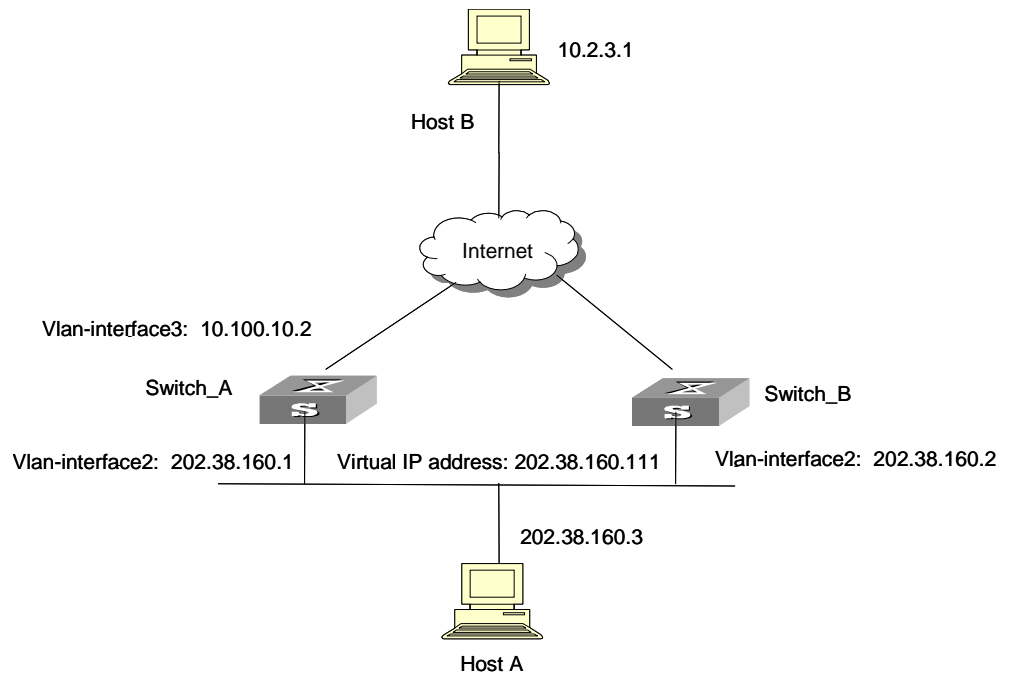 10.2.3.1
Host B
Internet
Vlan-interface3: 10.100.10.2
Switch_A
Switch_B
S
S
Vlan-interface2: 202.38.160.1
Virtual IP address: 202.38.160.111
Vlan-interface2: 202.38.160.2
202.38.160.3
Host A